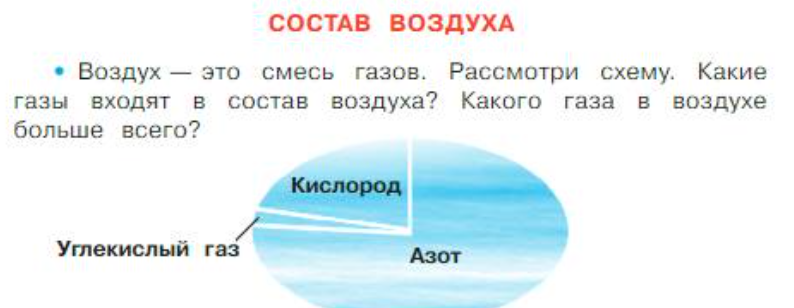 СОСТАВ ВОЗДУХА
• Воздух — это смесь газов. Рассмотри схему. Какие
газы входят в состав воздуха? Какого газа в воздухе
больше всего?
Кислород
Углекислый газ
Азот